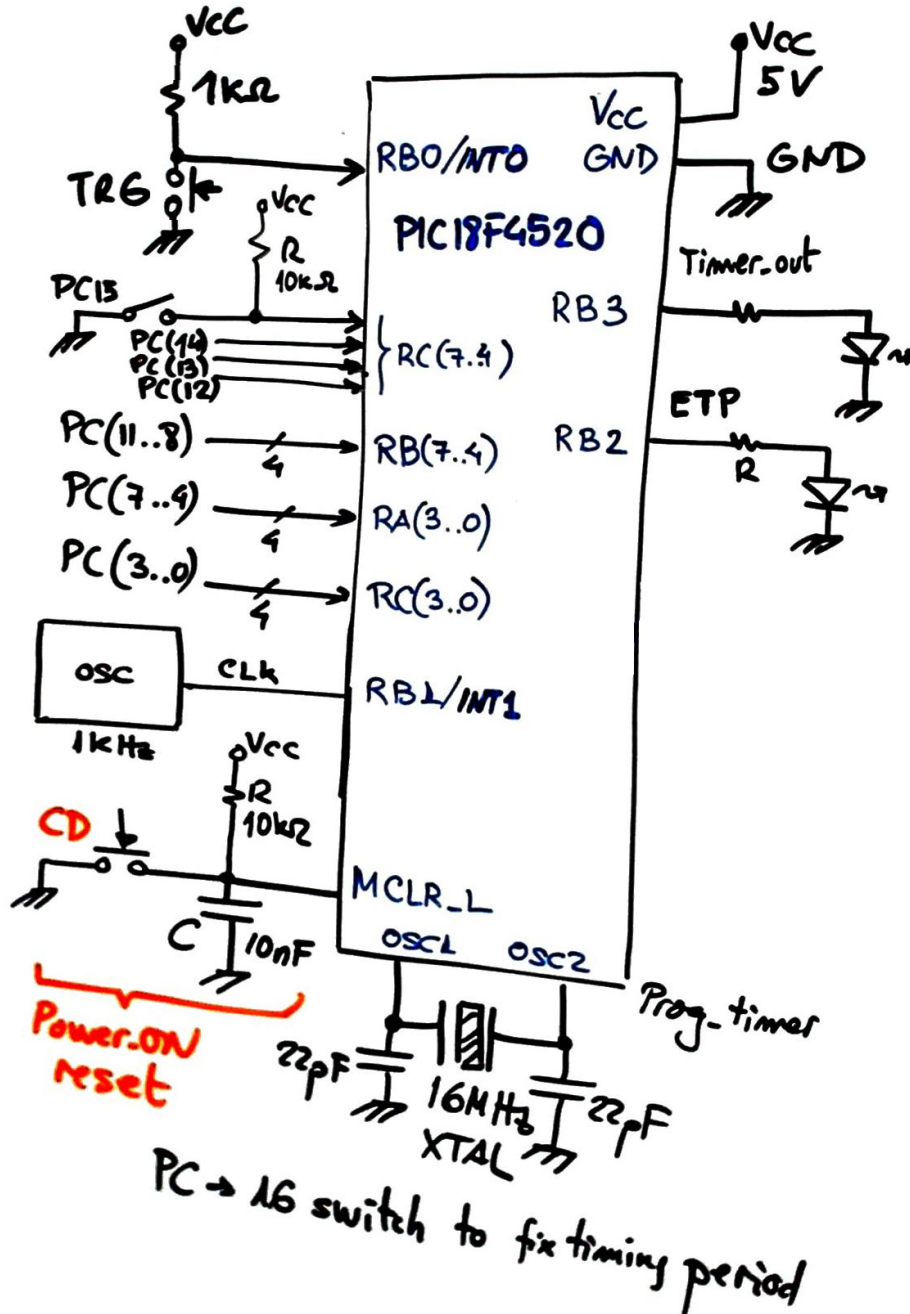 VCC
1kΩ
TRG
VCC
R
10kΩ
PC15
PC(14)
PC(13)
PC(12)
PC(11..8)
4
PC(7..4)
4
PC(3..0)
4
OSC
1kHz
CLK
VCC
R
10kΩ
CD
C
10nF
Power-ON
reset
RB0/INT0
VCC
GND
PIC18F4520
RC(7..4)
RB(7..4)
RA(3..0)
RC(3..0)
RB1/INT1
MCLR_L
OSC1
OSC2
RB3
RB2
VCC
5V
GND
Timer_out
ETP
R
Prog_timer
22pF
16MHz
XTAL
22pF
PC → 16 switch to fix timing period